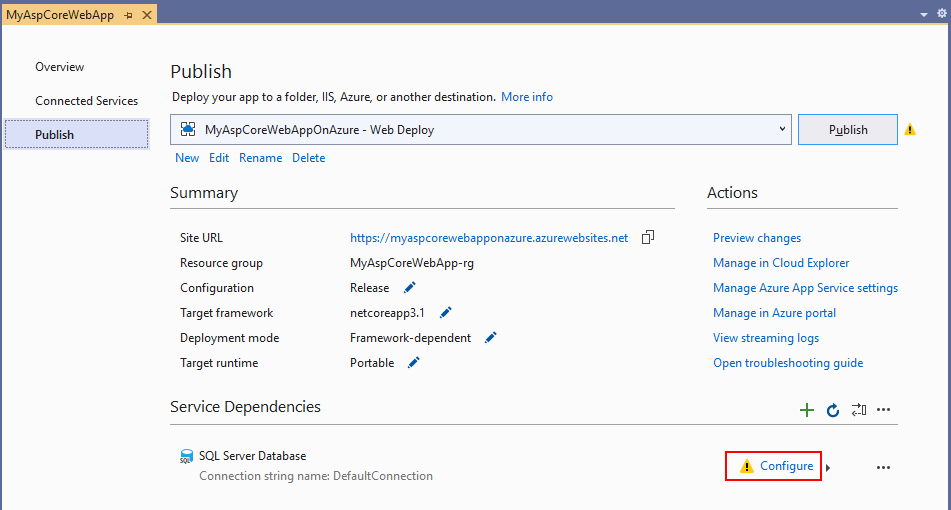 MyAspCoreWebApp
Overview
Connected Services
Publish
Publish
Deploy your app to a folder, IIS, Azure, or another destination. More info
MyAspCoreWebAppOnAzure - Web Deploy
Publish
New Edit Rename Delete
Summary
Site URL https://myaspcorewebapponazure.azurewebsites.net
Resource group MyAspCoreWebApp-rg
Configuration Release
Target framework netcoreapp3.1
Deployment mode Framework-dependent
Target runtime Portable
Actions
Preview changes
Manage in Cloud Explorer
Manage Azure App Service settings
Manage in Azure portal
View streaming logs
Open troubleshooting guide
Service Dependencies
SQL
SQL Server Database
Connection string name: DefaultConnection
Configure